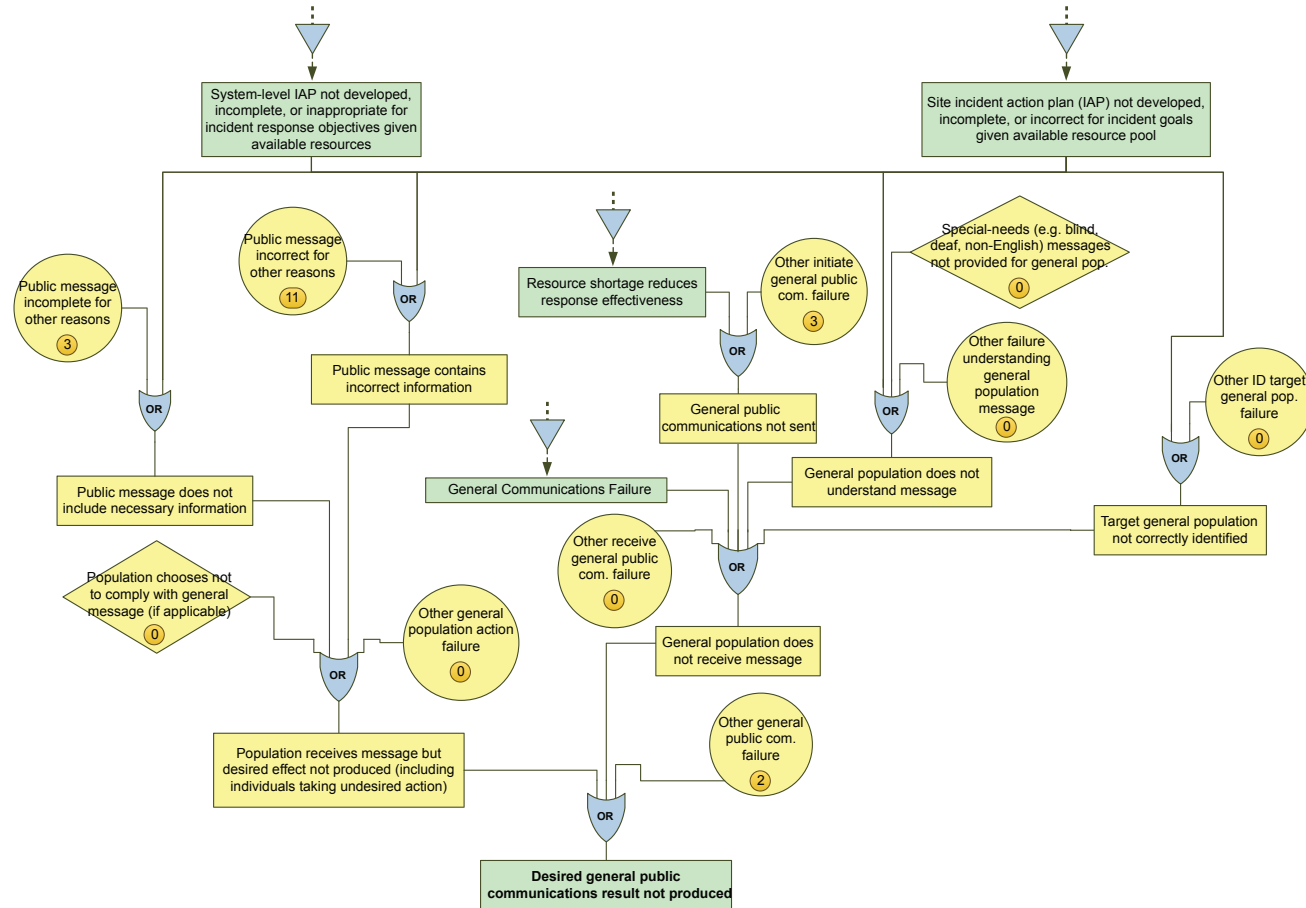 System-level IAP not developed,
incomplete, or inappropriate for
incident response objectives given
available resources
Site incident action plan (IAP) not developed,
incomplete, or incorrect for incident goals
given available resource pool
Public message
incorrect for
other reasons
11
Special-needs (e.g. blind,
deaf, non-English) messages
not provided for general pop.
0
Public message
incomplete for
other reasons
3
Resource shortage reduces
response effectiveness
Other initiate
general public
com. failure
3
OR
OR
Other failure
understanding
general
population
message
0
Public message contains
incorrect information
Other ID target
general pop.
failure
0
OR
OR
General public
communications not sent
OR
General population does not
understand message
Public message does not
include necessary information
General Communications Failure
Target general population
not correctly identified
Other receive
general public
com. failure
0
OR
Population chooses not
to comply with general
message (if applicable)
0
Other general
population action
failure
0
General population does
not receive message
OR
Population receives message but
desired effect not produced (including
individuals taking undesired action)
Other general
public com.
failure
2
OR
Desired general public
communications result not produced